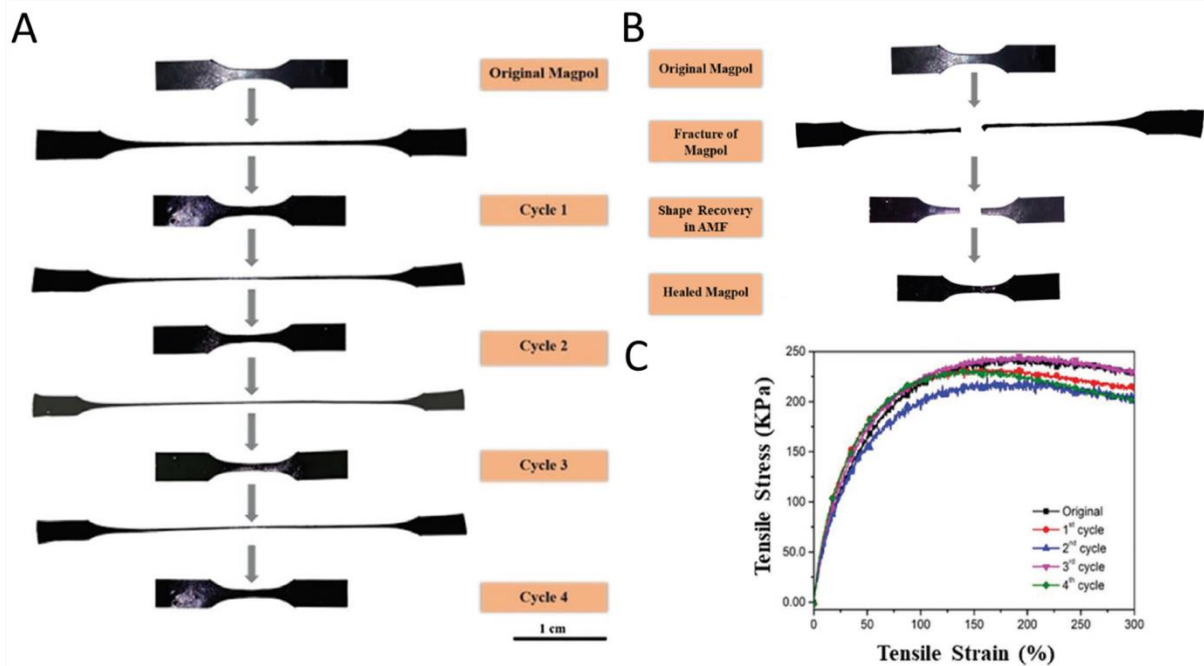 A
Original Magpol
Cycle 1
Cycle 2
Cycle 3
Cycle 4
1 cm
B
Original Magpol
Fracture of
Magpol
Shape Recovery
in AMF
Healed Magpol
C
Tensile Stress (KPa)
250
200
150
100
50.0
0.00
Original
1st cycle
2nd cycle
3rd cycle
4th cycle
0
50
100
150
200
250
300
Tensile Strain (%)